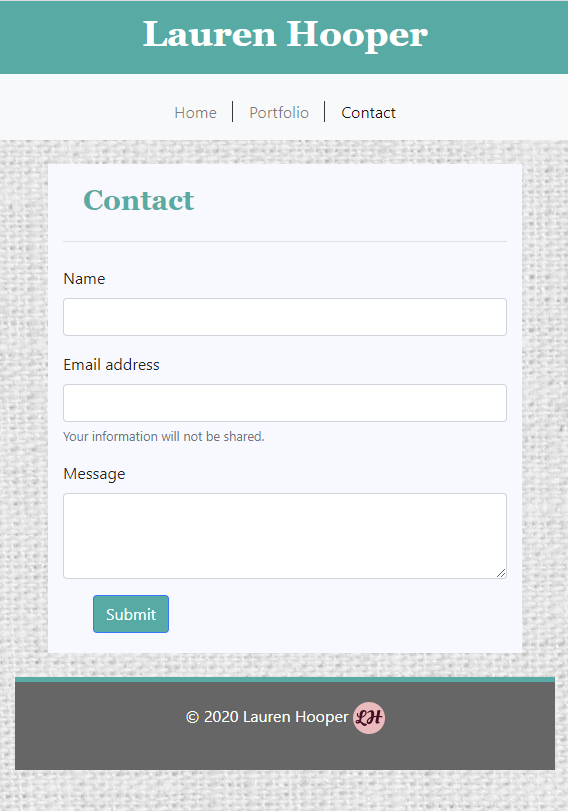 Lauren Hooper
Home Portfolio Contact
Contact
Name
Email address
Your information will not be shared.
Message
Submit
© 2020 Lauren Hooper LH